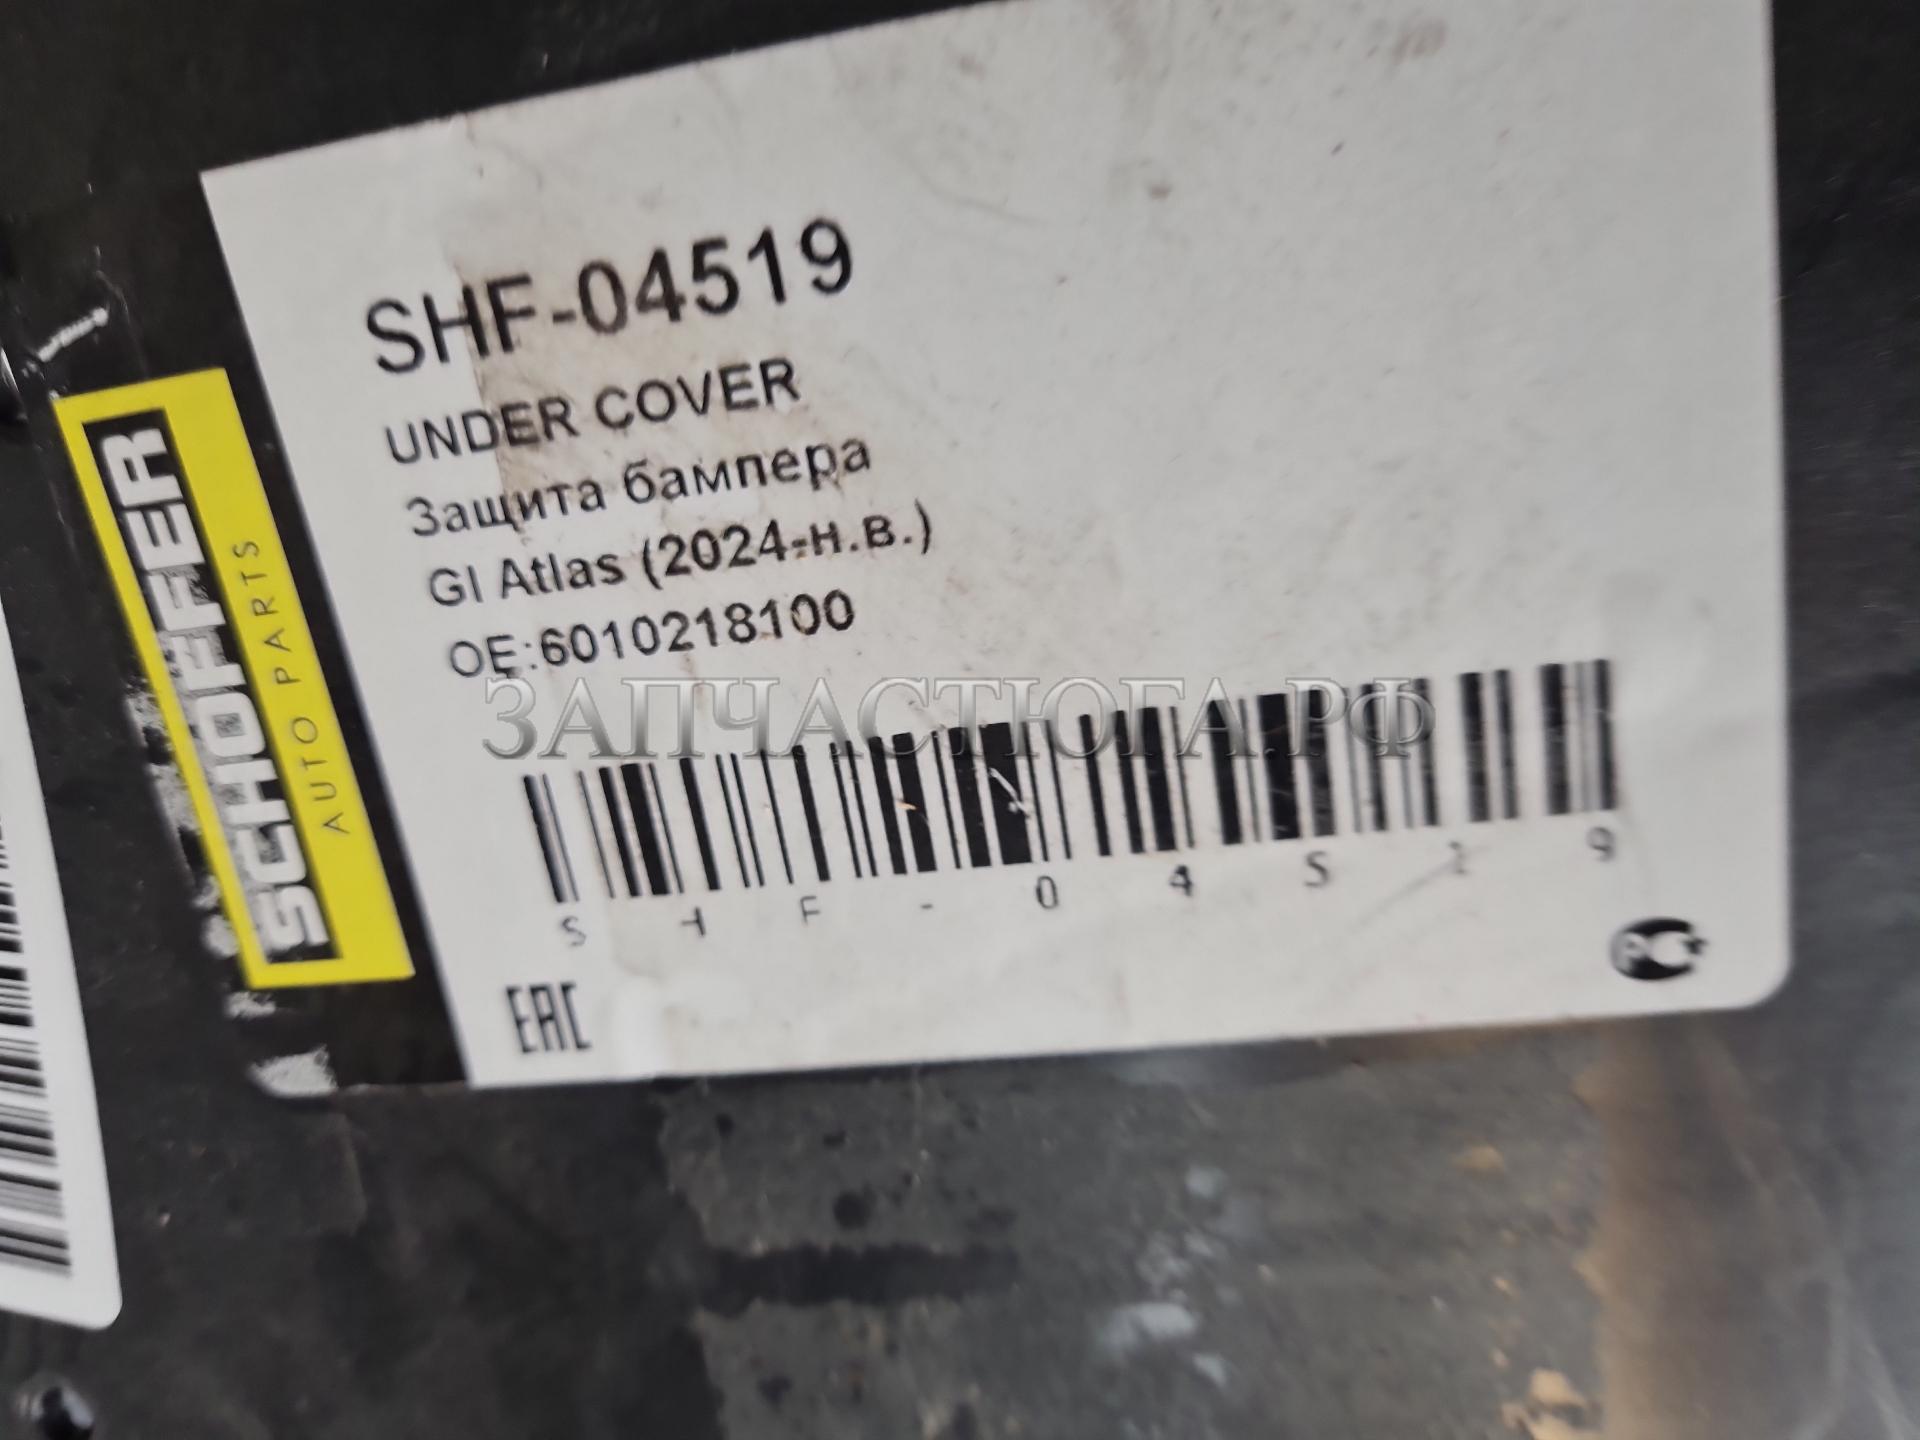 SHF-04519
UNDER COVER
Защита бампера
Gl Atlas (2024-н.в.)
OE:6010218100
ЗАПЧАСТЮГА.РФ
SHF-04519
EAC
РС
SCHOFFER
AUTO PARTS